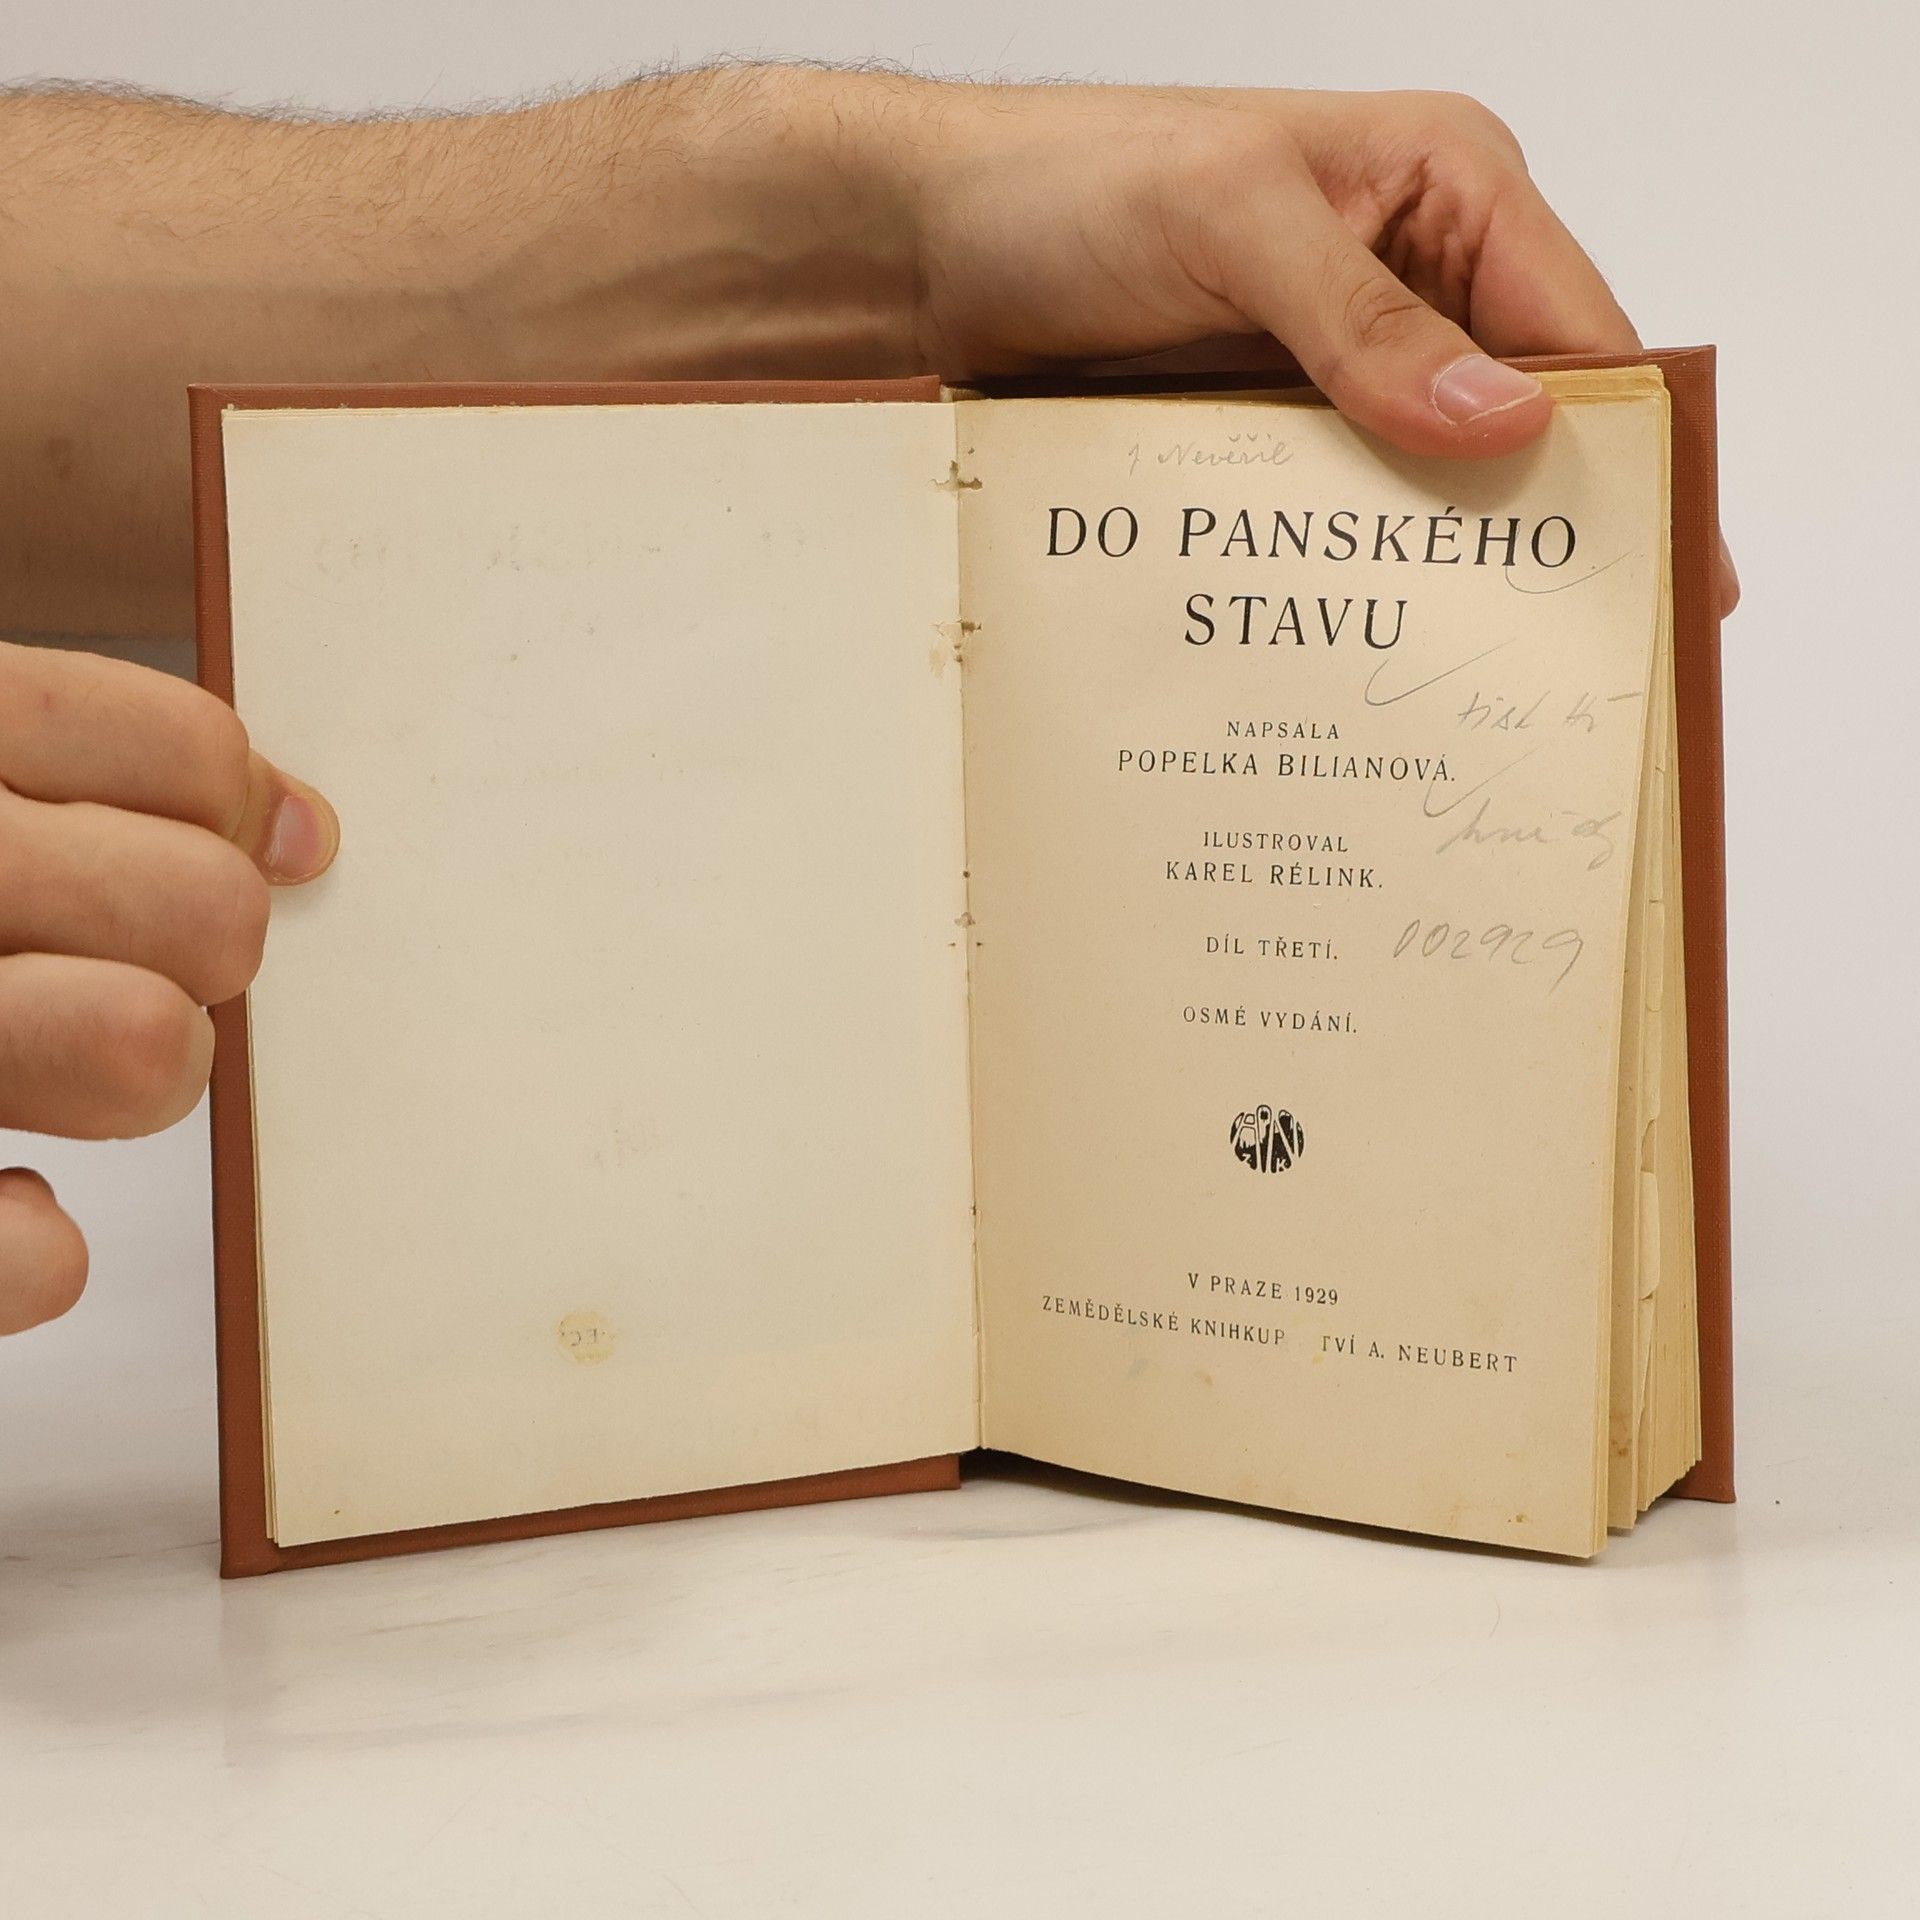 J Nevěřil
DO PANSKÉHO
STAVU
NAPSALA
tisk
POPELKA BILIANOVÁ.
ILUSTROVAL
KAREL RÉLINK.
DÍL TŘETÍ. 002929
OSMÉ VYDÁNÍ.
Z K
V PRAZE 1929
ZEMĚDĚLSKÉ KNIHKUP TVÍ A. NEUBERT